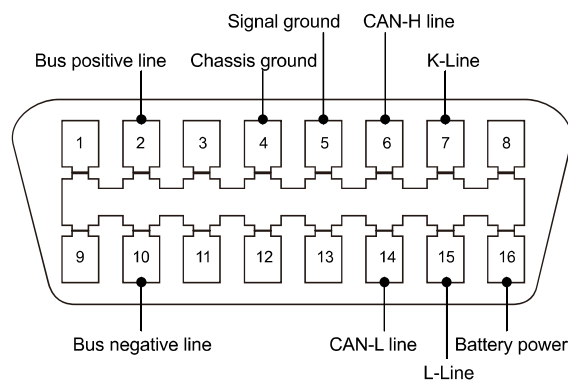 Signal ground CAN-H line
Bus positive line Chassis ground K-Line
1 2 3 4 5 6 7 8
9 10 11 12 13 14 15 16
Bus negative line CAN-L line Battery power
L-Line